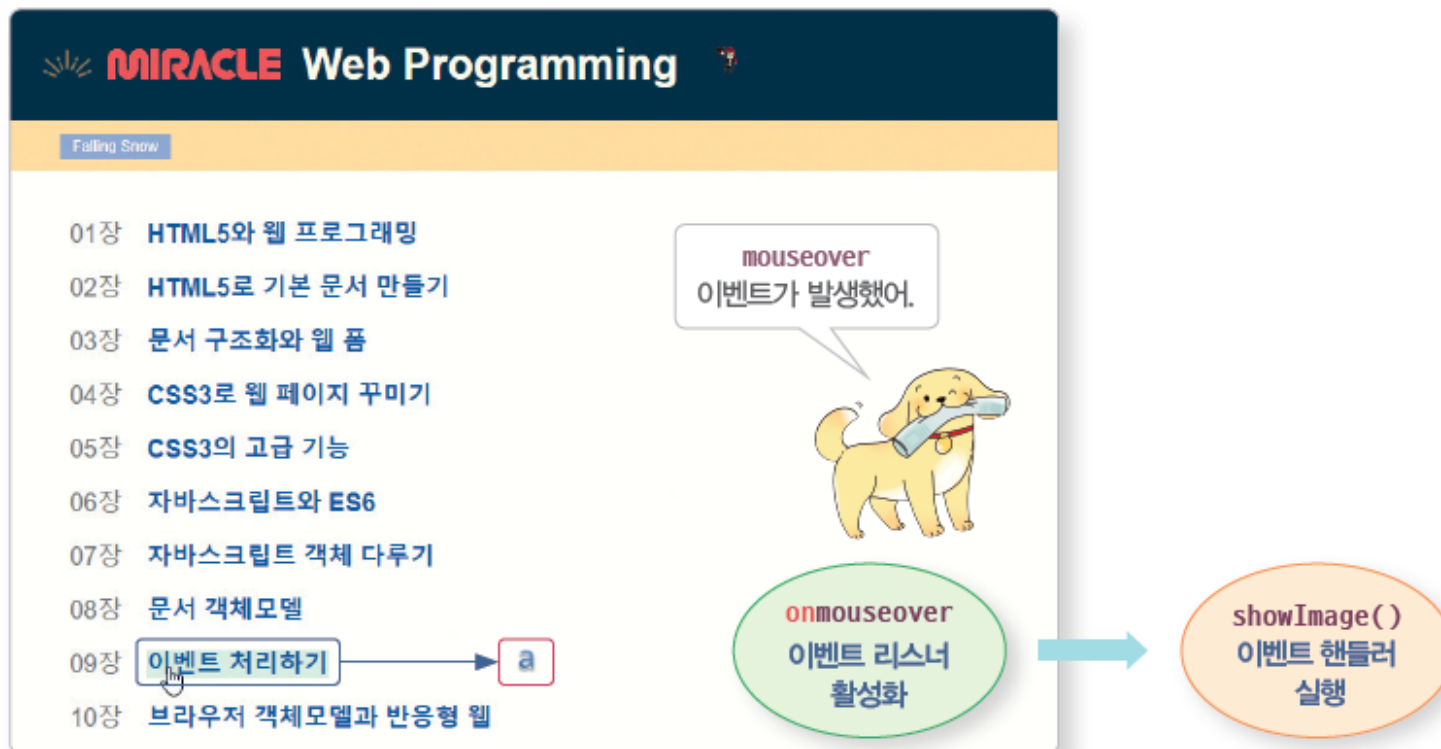 MIRACLE Web Programming
Falling Snow
01장 HTML5와 웹 프로그래밍
02장 HTML5로 기본 문서 만들기
03장 문서 구조화와 웹 폼
04장 CSS3로 웹 페이지 꾸미기
05장 CSS3의 고급 기능
06장 자바스크립트와 ES6
07장 자바스크립트 객체 다루기
08장 문서 객체모델
09장 이벤트 처리하기 a
10장 브라우저 객체모델과 반응형 웹
mouseover
이벤트가 발생했어.
onmouseover
이벤트 리스너
활성화
showImage()
이벤트 핸들러
실행